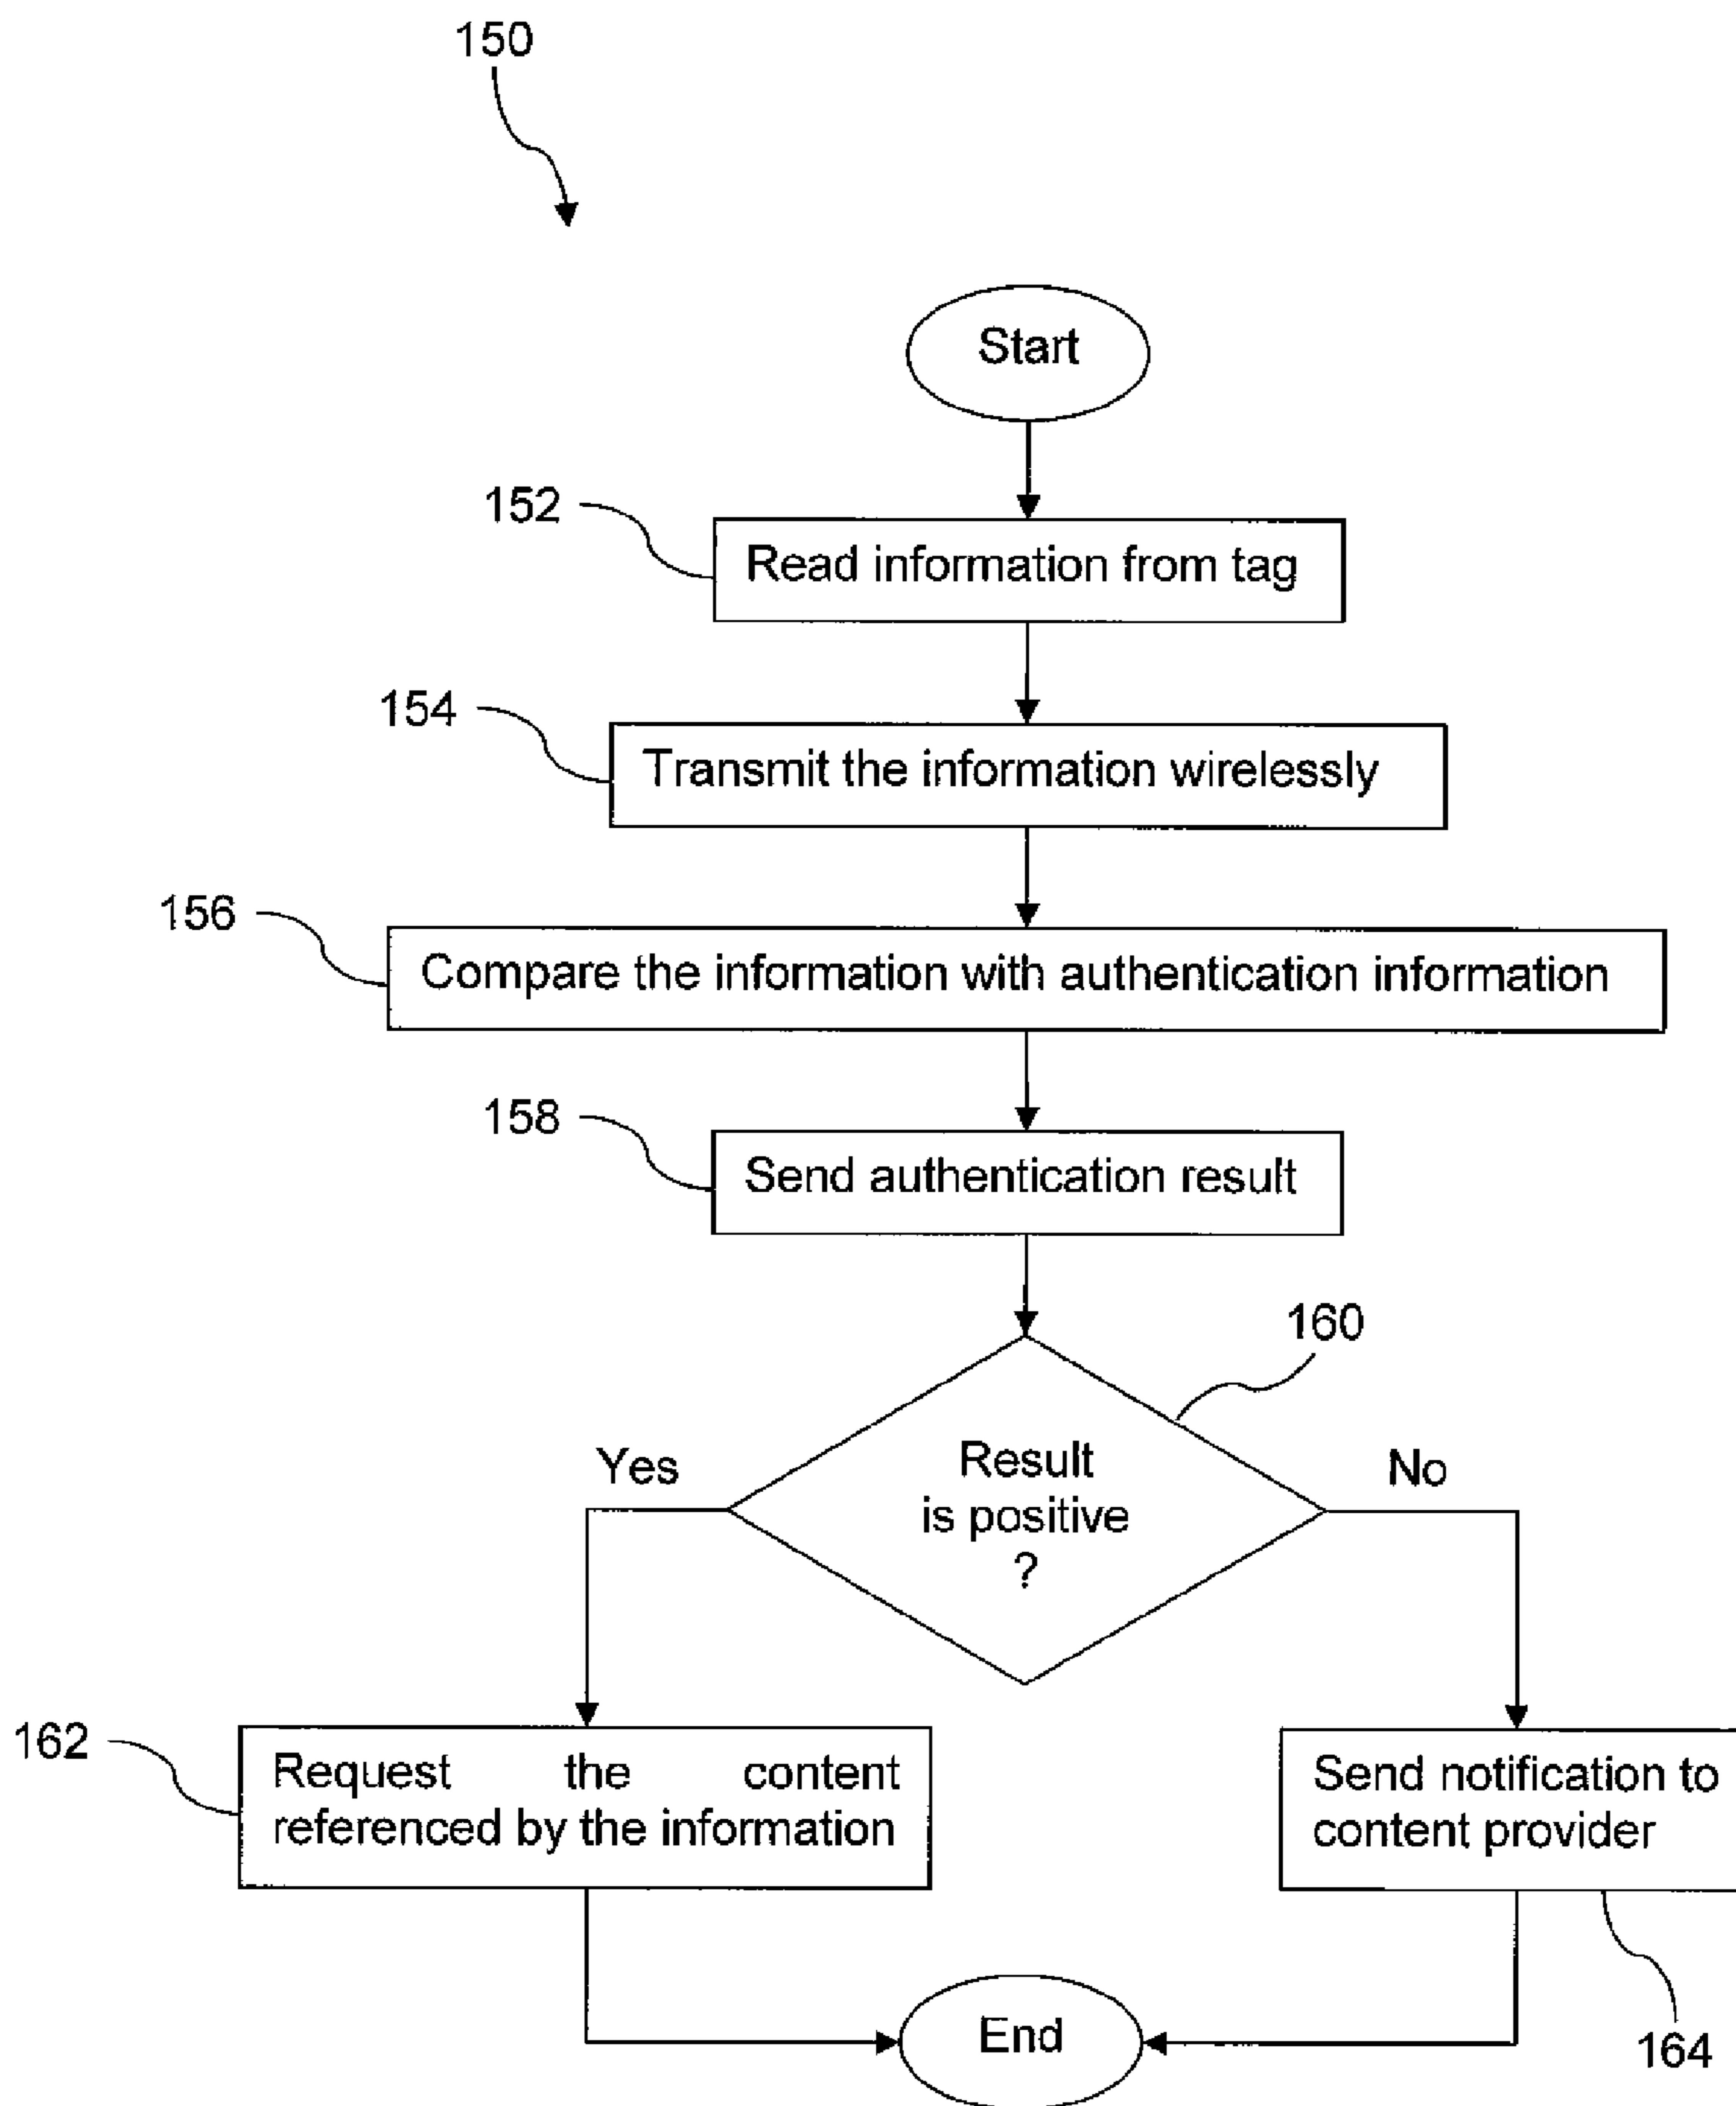 150
Start
152
Read information from tag
154
Transmit the information wirelessly
156
Compare the information with authentication information
158
Send authentication result
160
Yes
Result
is positive
?
No
162
Request the content
referenced by the information
Send notification to
content provider
End
164